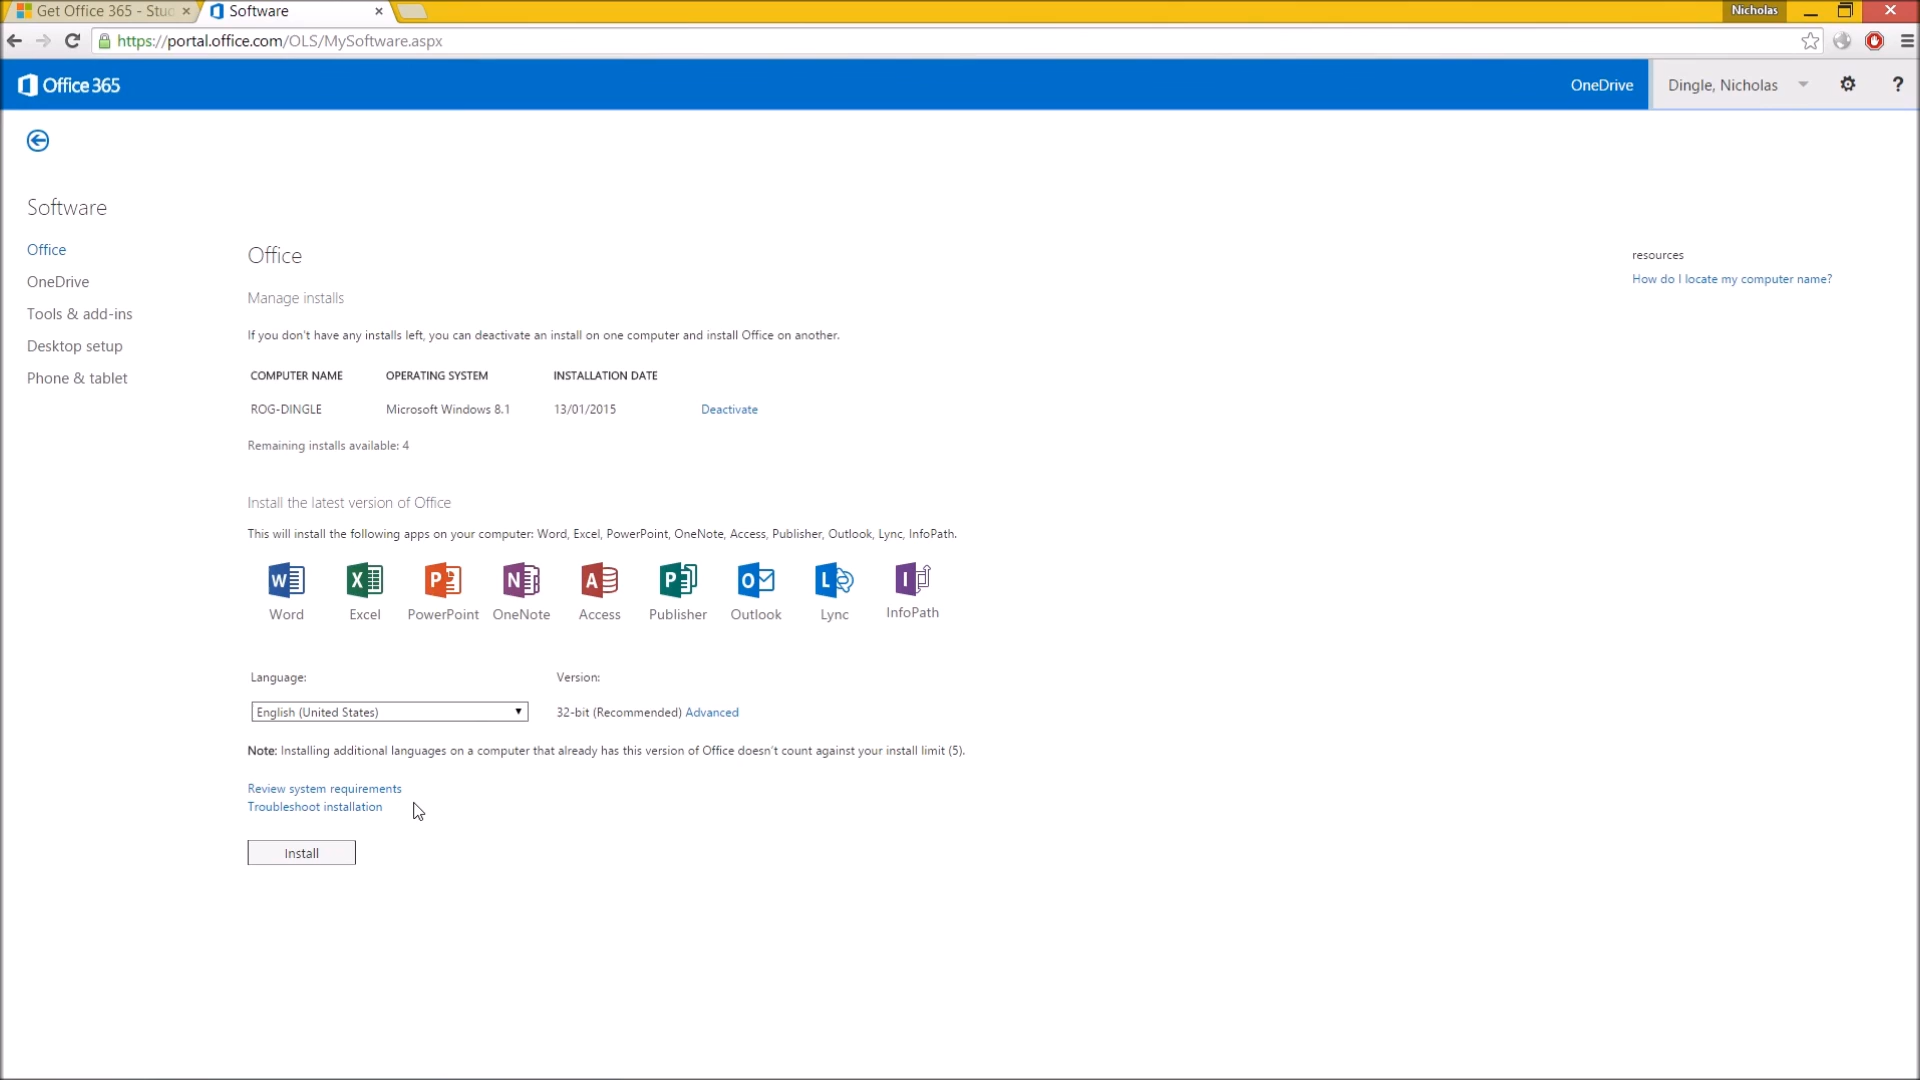 Get Office 365 - Stud
Software
Nicholas
https://portal.office.com/OLS/MySoftware.aspx
Office 365
OneDrive
Dingle, Nicholas
?
Software
Office
OneDrive
Tools & add-ins
Desktop setup
Phone & tablet
Office
Manage installs
If you don't have any installs left, you can deactivate an install on one computer and install Office on another.
COMPUTER NAME OPERATING SYSTEM INSTALLATION DATE
ROG-DINGLE Microsoft Windows 8.1 13/01/2015 Deactivate
Remaining installs available: 4
Install the latest version of Office
This will install the following apps on your computer: Word, Excel, PowerPoint, OneNote, Access, Publisher, Outlook, Lync, InfoPath.
Word Excel PowerPoint OneNote Access Publisher Outlook Lync InfoPath
Language: Version:
English (United States) 32-bit (Recommended) Advanced
Note: Installing additional languages on a computer that already has this version of Office doesn't count against your install limit (5).
Review system requirements
Troubleshoot installation
Install
resources
How do I locate my computer name?